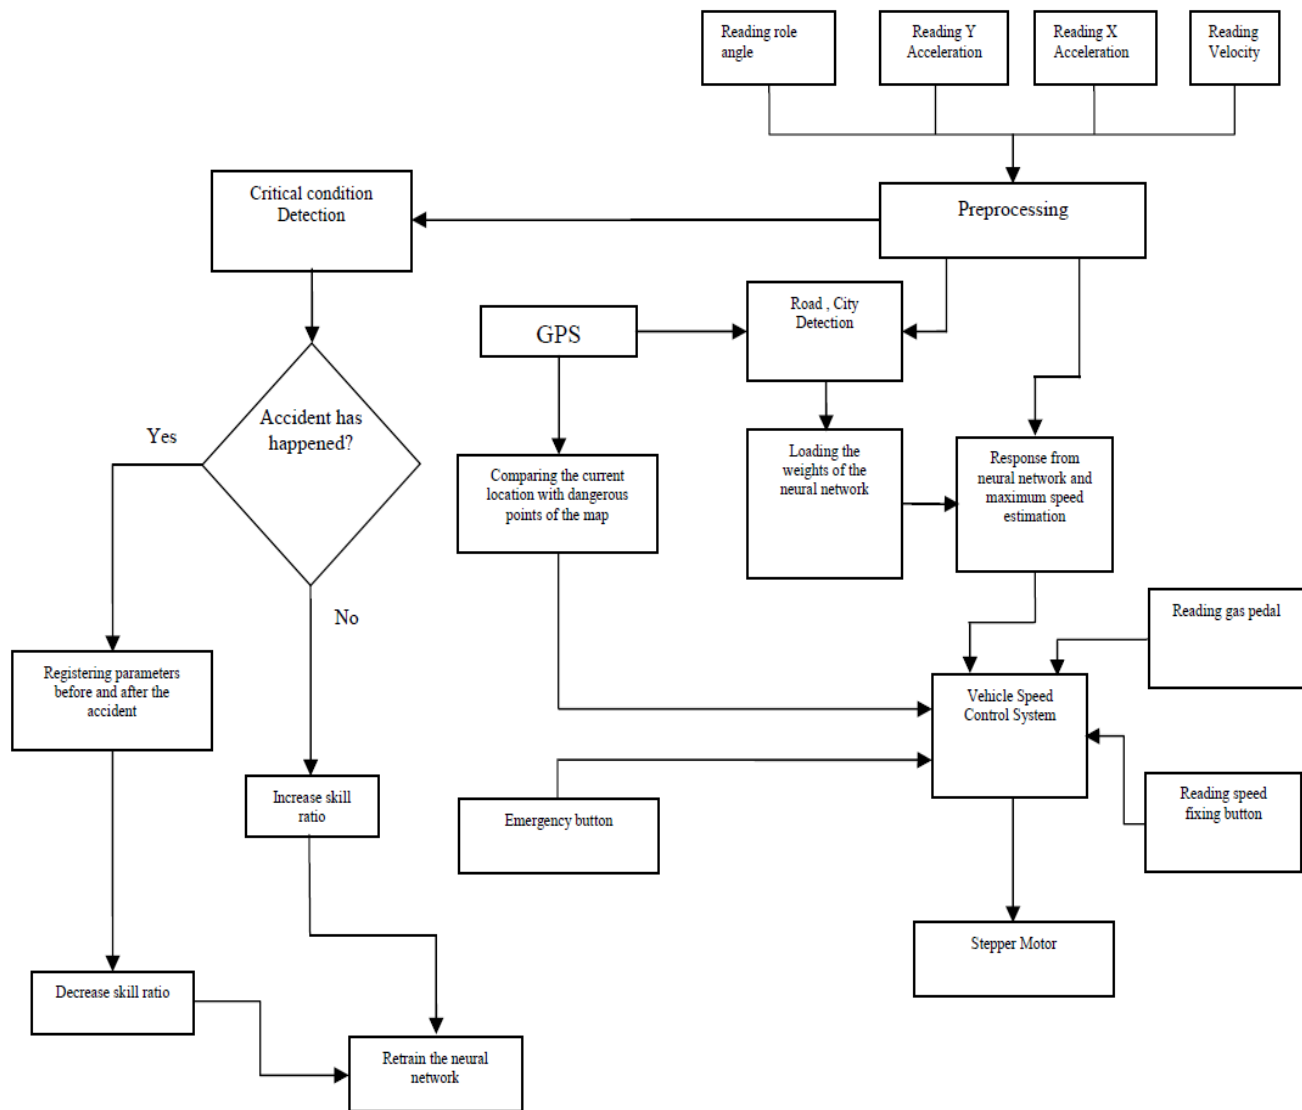 Reading role
angle
Reading Y
Acceleration
Reading X
Acceleration
Reading
Velocity
Critical condition
Detection
Preprocessing
Road , City
Detection
GPS
Accident has
happened?
Yes
Loading the
weights of the
neural network
Response from
neural network and
maximum speed
estimation
Comparing the current
location with dangerous
points of the map
No
Reading gas pedal
Registering parameters
before and after the
accident
Vehicle Speed
Control System
Increase skill
ratio
Emergency button
Reading speed
fixing button
Stepper Motor
Decrease skill ratio
Retrain the neural
network